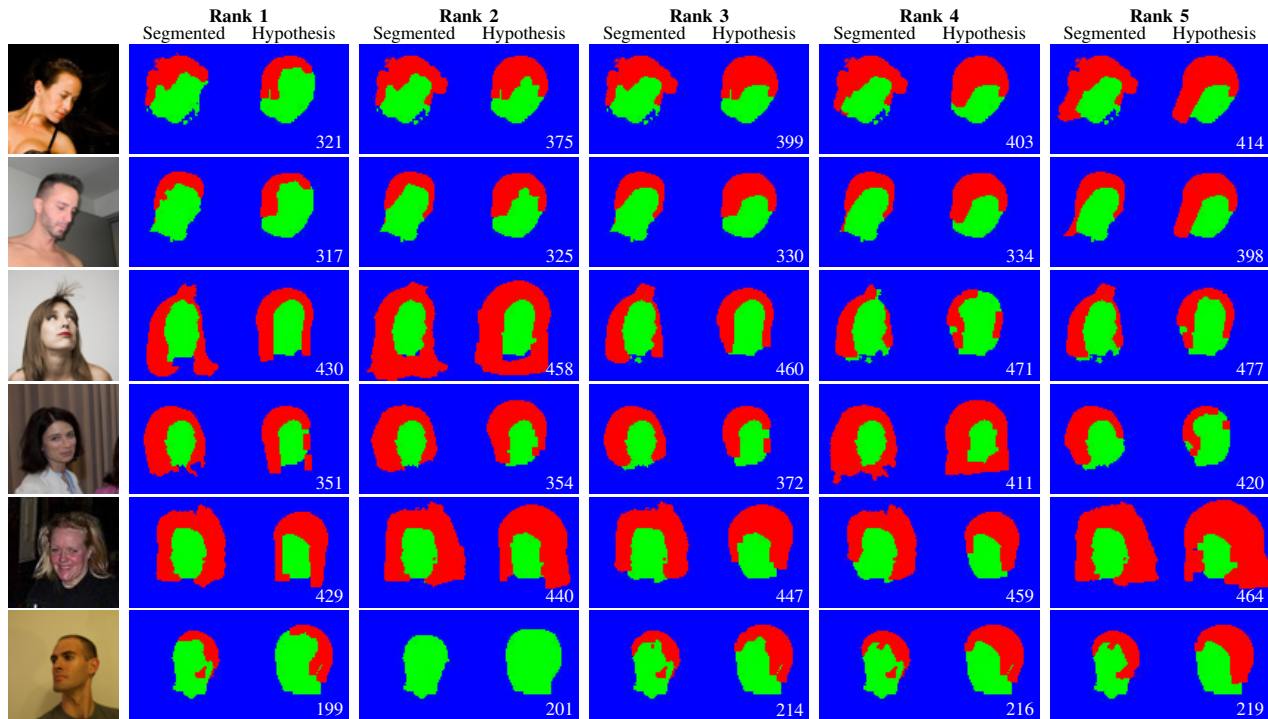 Rank 1 Rank 2 Rank 3 Rank 4 Rank 5
Segmented Hypothesis Segmented Hypothesis Segmented Hypothesis Segmented Hypothesis Segmented Hypothesis
321 375 399 403 414
317 325 330 334 398
430 458 460 471 477
351 354 372 411 420
429 440 447 459 464
199 201 214 216 219